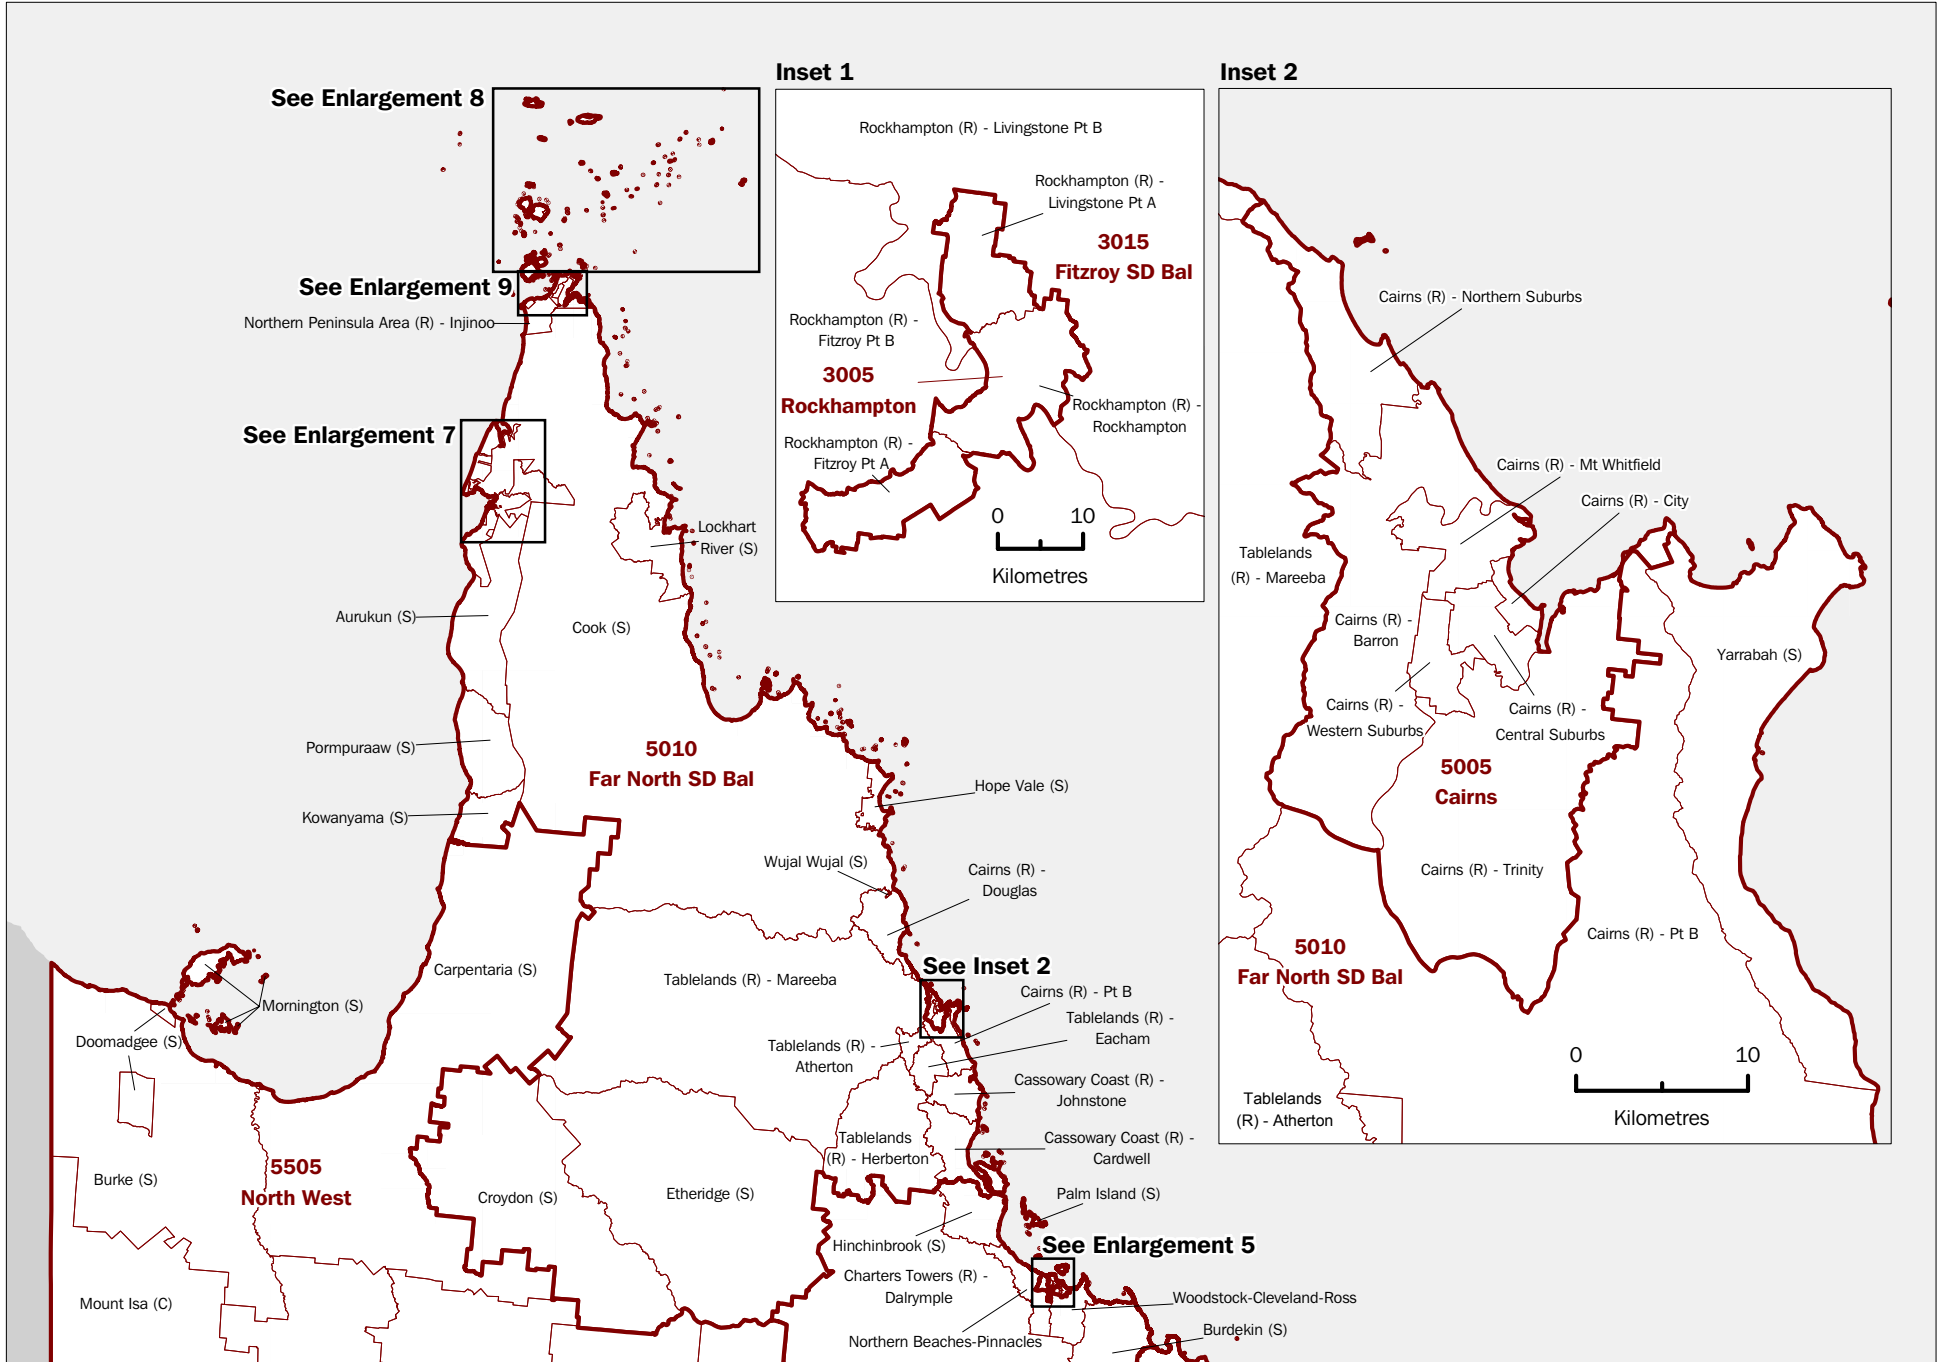 Inset 1
Inset 2
See Enlargement 8
See Enlargement 9
Northern Peninsula Area (R) - Injinoo
See Enlargement 7
Lockhart
River (S)
Aurukun (S)
Cook (S)
Pormpuraaw (S)
5010
Far North SD Bal
Kowanyama (S)
Hope Vale (S)
Wujal Wujal (S)
Cairns (R) -
Douglas
Carpentaria (S)
Tablelands (R) - Mareeba
See Inset 2
Cairns (R) - Pt B
Mornington (S)
Doomadgee (S)
Tablelands (R) -
Eacham
Tablelands (R) -
Atherton
Cassowary Coast (R) -
Johnstone
Tablelands
(R) - Herberton
Cassowary Coast (R) -
Cardwell
Burke (S)
5505
North West
Croydon (S)
Etheridge (S)
Palm Island (S)
Hinchinbrook (S)
See Enlargement 5
Charters Towers (R) -
Dalrymple
Mount Isa (C)
Woodstock-Cleveland-Ross
Northern Beaches-Pinnacles
Burdekin (S)
Rockhampton (R) - Livingstone Pt B
Rockhampton (R) -
Livingstone Pt A
3015
Fitzroy SD Bal
Rockhampton (R) -
Fitzroy Pt B
3005
Rockhampton
Rockhampton (R) -
Rockhampton
Rockhampton (R) -
Fitzroy Pt A
0 10
Kilometres
Cairns (R) - Northern Suburbs
Cairns (R) - Mt Whitfield
Cairns (R) - City
Tablelands
(R) - Mareeba
Cairns (R) -
Barron
Yarrabah (S)
Cairns (R) -
Western Suburbs
Cairns (R) -
Central Suburbs
5005
Cairns
Cairns (R) - Trinity
Cairns (R) - Pt B
5010
Far North SD Bal
0 10
Kilometres
Tablelands
(R) - Atherton